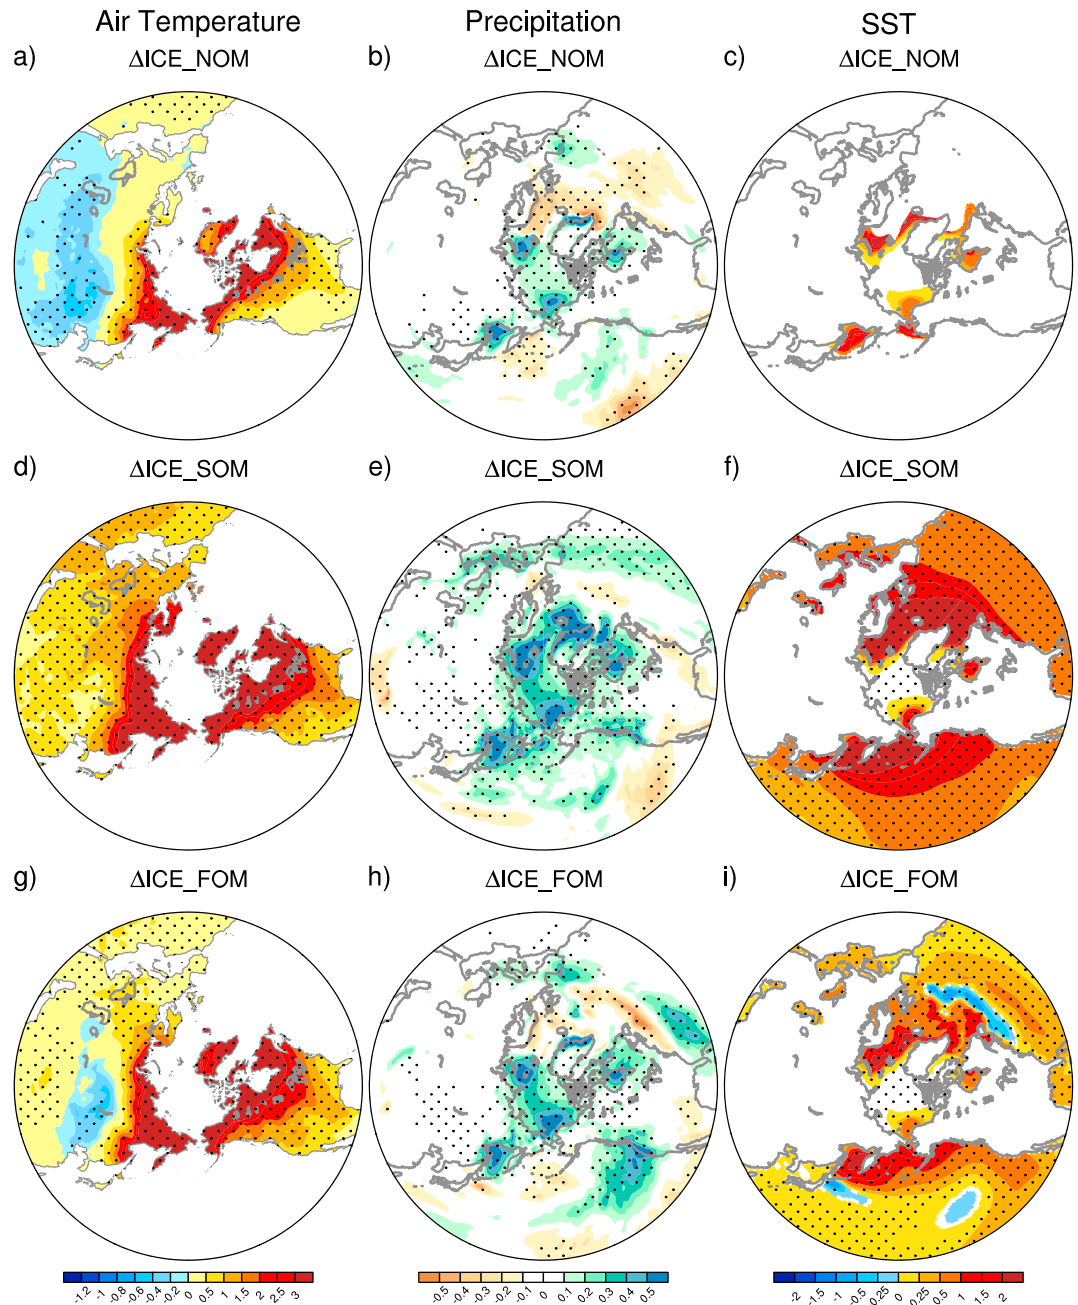 Air Temperature Precipitation SST
a) ΔICE_NOM b) ΔICE_NOM c) ΔICE_NOM
d) ΔICE_SOM e) ΔICE_SOM f) ΔICE_SOM
g) ΔICE_FOM h) ΔICE_FOM i) ΔICE_FOM
-1.2 -1 -0.8 -0.6 -0.4 -0.2 0 0.5 1 1.5 2 2.5 3
-0.5 -0.4 -0.3 -0.2 -0.1 0 0.1 0.2 0.3 0.4 0.5
-2 -1.5 -1 -0.5 -0.25 0 0.25 0.5 1 1.5 2